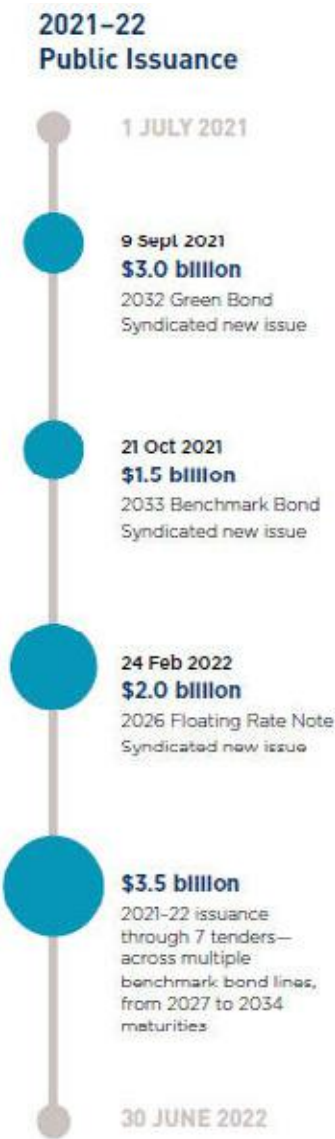 2021–22
Public Issuance
1 JULY 2021
9 Sept 2021
$3.0 billion
2032 Green Bond
Syndicated new issue
21 Oct 2021
$1.5 billion
2033 Benchmark Bond
Syndicated new issue
24 Feb 2022
$2.0 billion
2026 Floating Rate Note
Syndicated new issue
$3.5 billion
2021-22 issuance
through 7 tenders—
across multiple
benchmark bond lines,
from 2027 to 2034
maturities
30 JUNE 2022